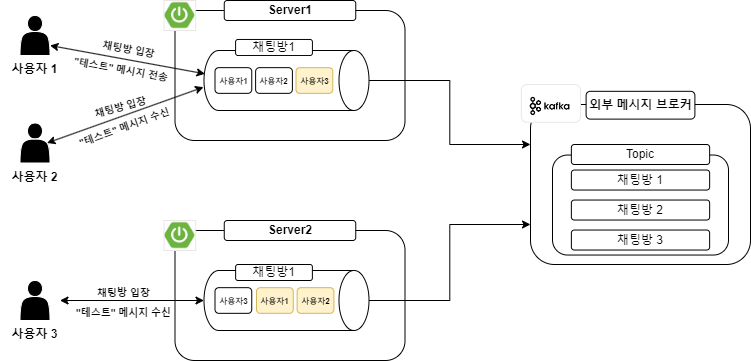 Server1
채팅방1
사용자1
사용자2
사용자3
채팅방 입장
"테스트" 메시지 전송
사용자 1
채팅방 입장
"테스트" 메시지 수신
사용자 2
kafka
외부 메시지 브로커
Topic
채팅방 1
채팅방 2
채팅방 3
Server2
채팅방1
사용자3
사용자1
사용자2
채팅방 입장
"테스트" 메시지 수신
사용자 3